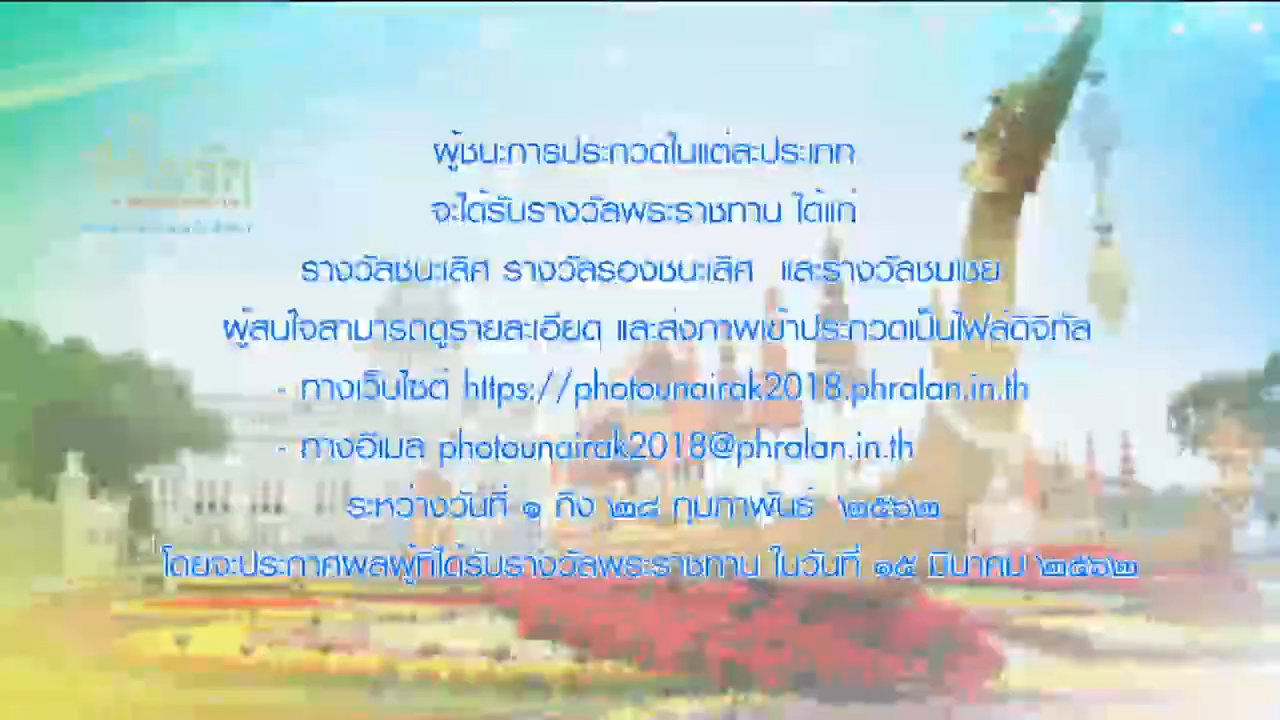 ผู้ชนะการประกวดในแต่ละประเภท
จะได้รับรางวัลพระราชทาน ได้แก่
รางวัลชนะเลิศ รางวัลรองชนะเลิศ และรางวัลชมเชย
ผู้สนใจสามารถดูรายละเอียด และส่งภาพเข้าประกวดเป็นไฟล์ดิจิทัล
- ทางเว็บไซต์ https://photounairak2018.phralan.in.th
- ทางอีเมล photounairak2018@phralan.in.th
ระหว่างวันที่ ๑ ถึง ๒๘ กุมภาพันธ์ ๒๕๖๒
โดยจะประกาศผลผู้ที่ได้รับรางวัลพระราชทาน ในวันที่ ๑๕ มีนาคม ๒๕๖๒